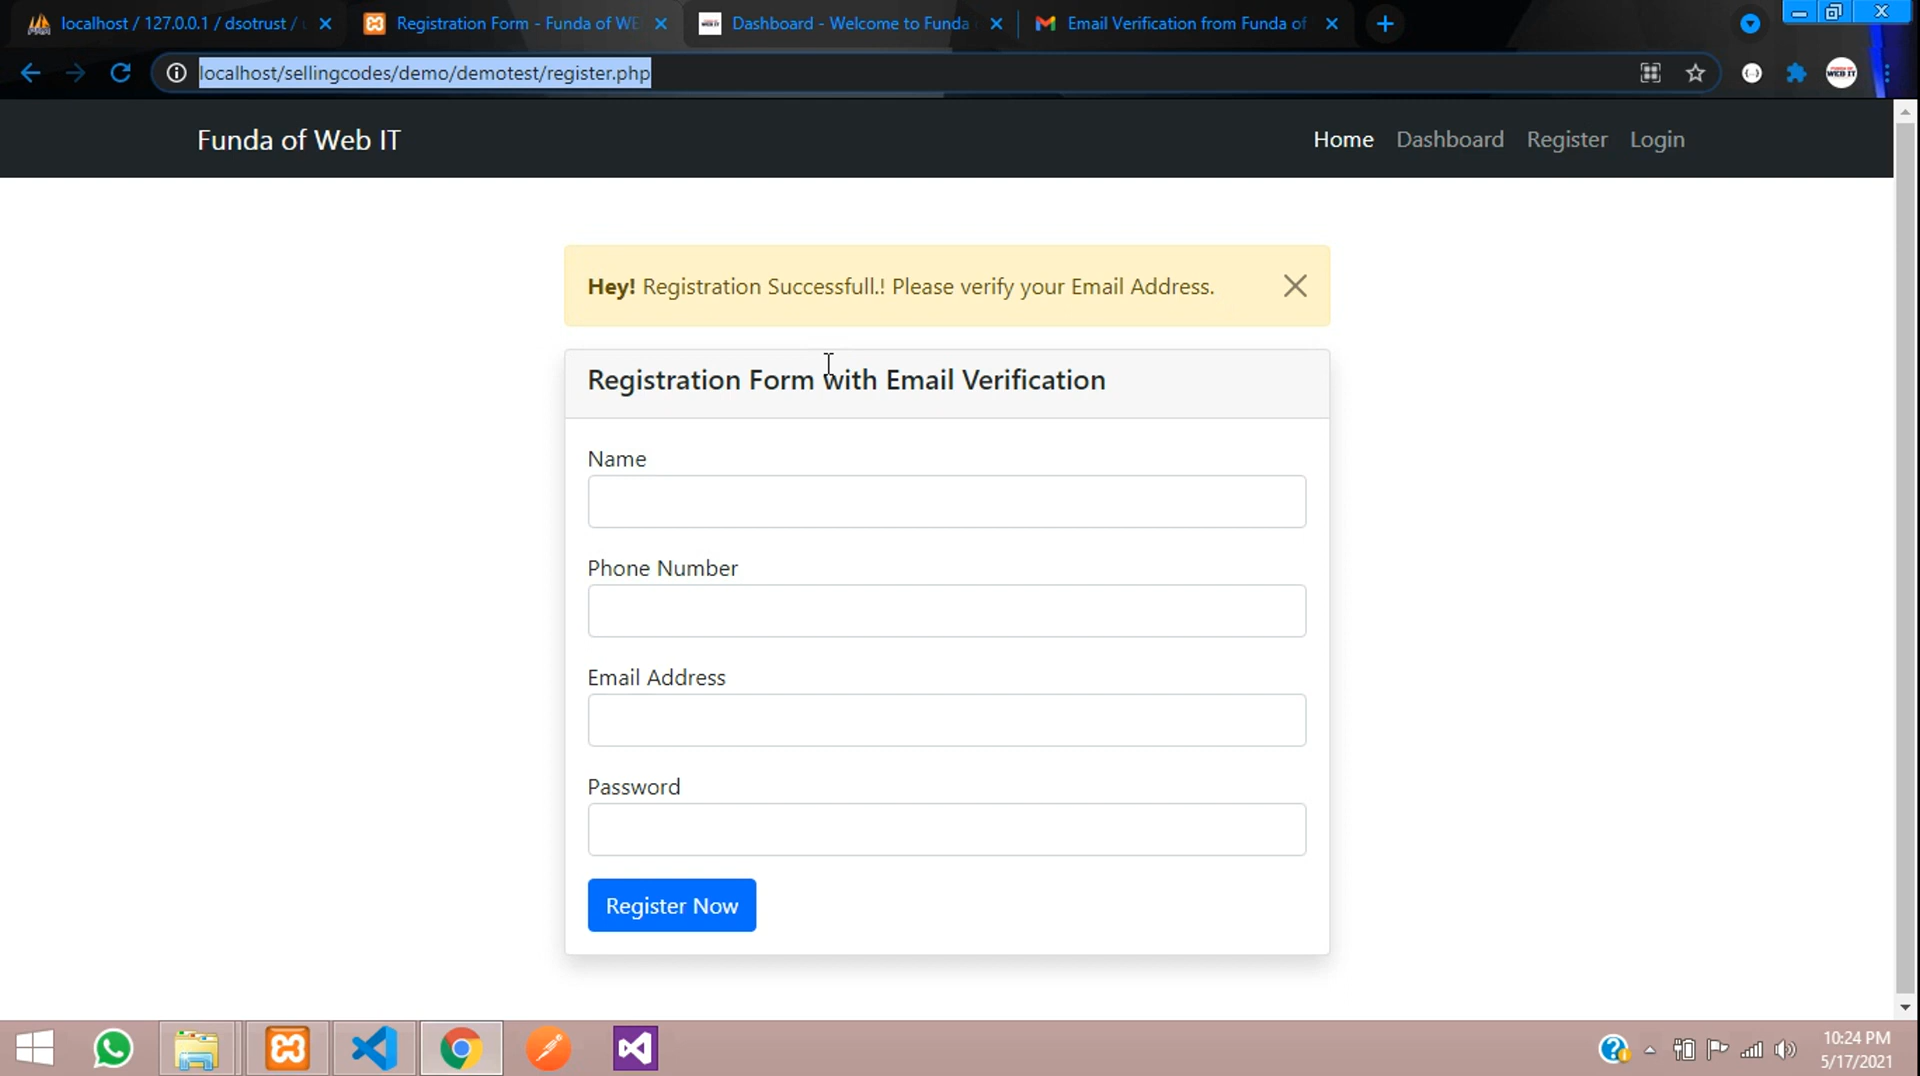 localhost / 127.0.0.1 / dsotrust / u
Registration Form - Funda of WE
Dashboard - Welcome to Funda
Email Verification from Funda of
localhost/sellingcodes/demo/demotest/register.php
Funda of Web IT
Home Dashboard Register Login
Hey! Registration Successfull.! Please verify your Email Address.
Registration Form with Email Verification
Name
Phone Number
Email Address
Password
Register Now
10:24 PM
5/17/2021